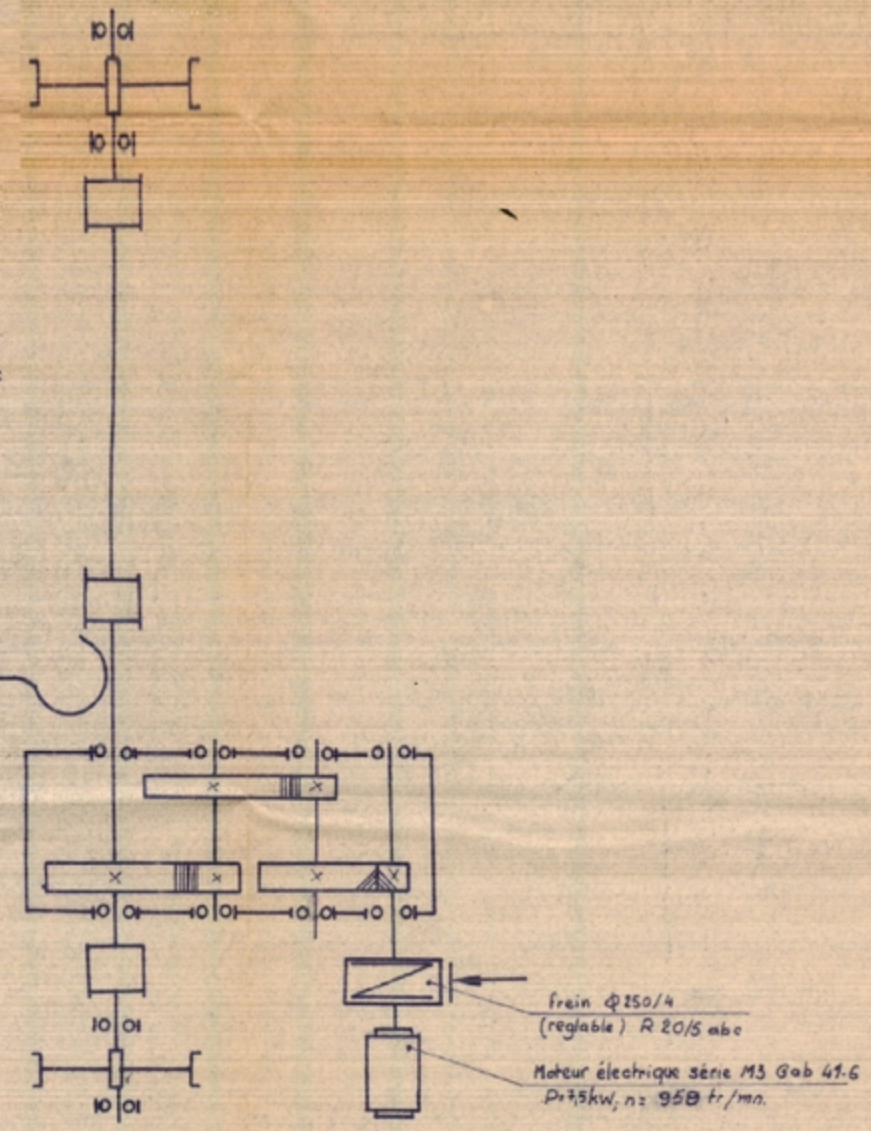 frein Φ250/4
(reglable) R 20/5 abc
Moteur électrique série M3 Gab 41-6
P=7,5kW, n= 958 tr/mn.